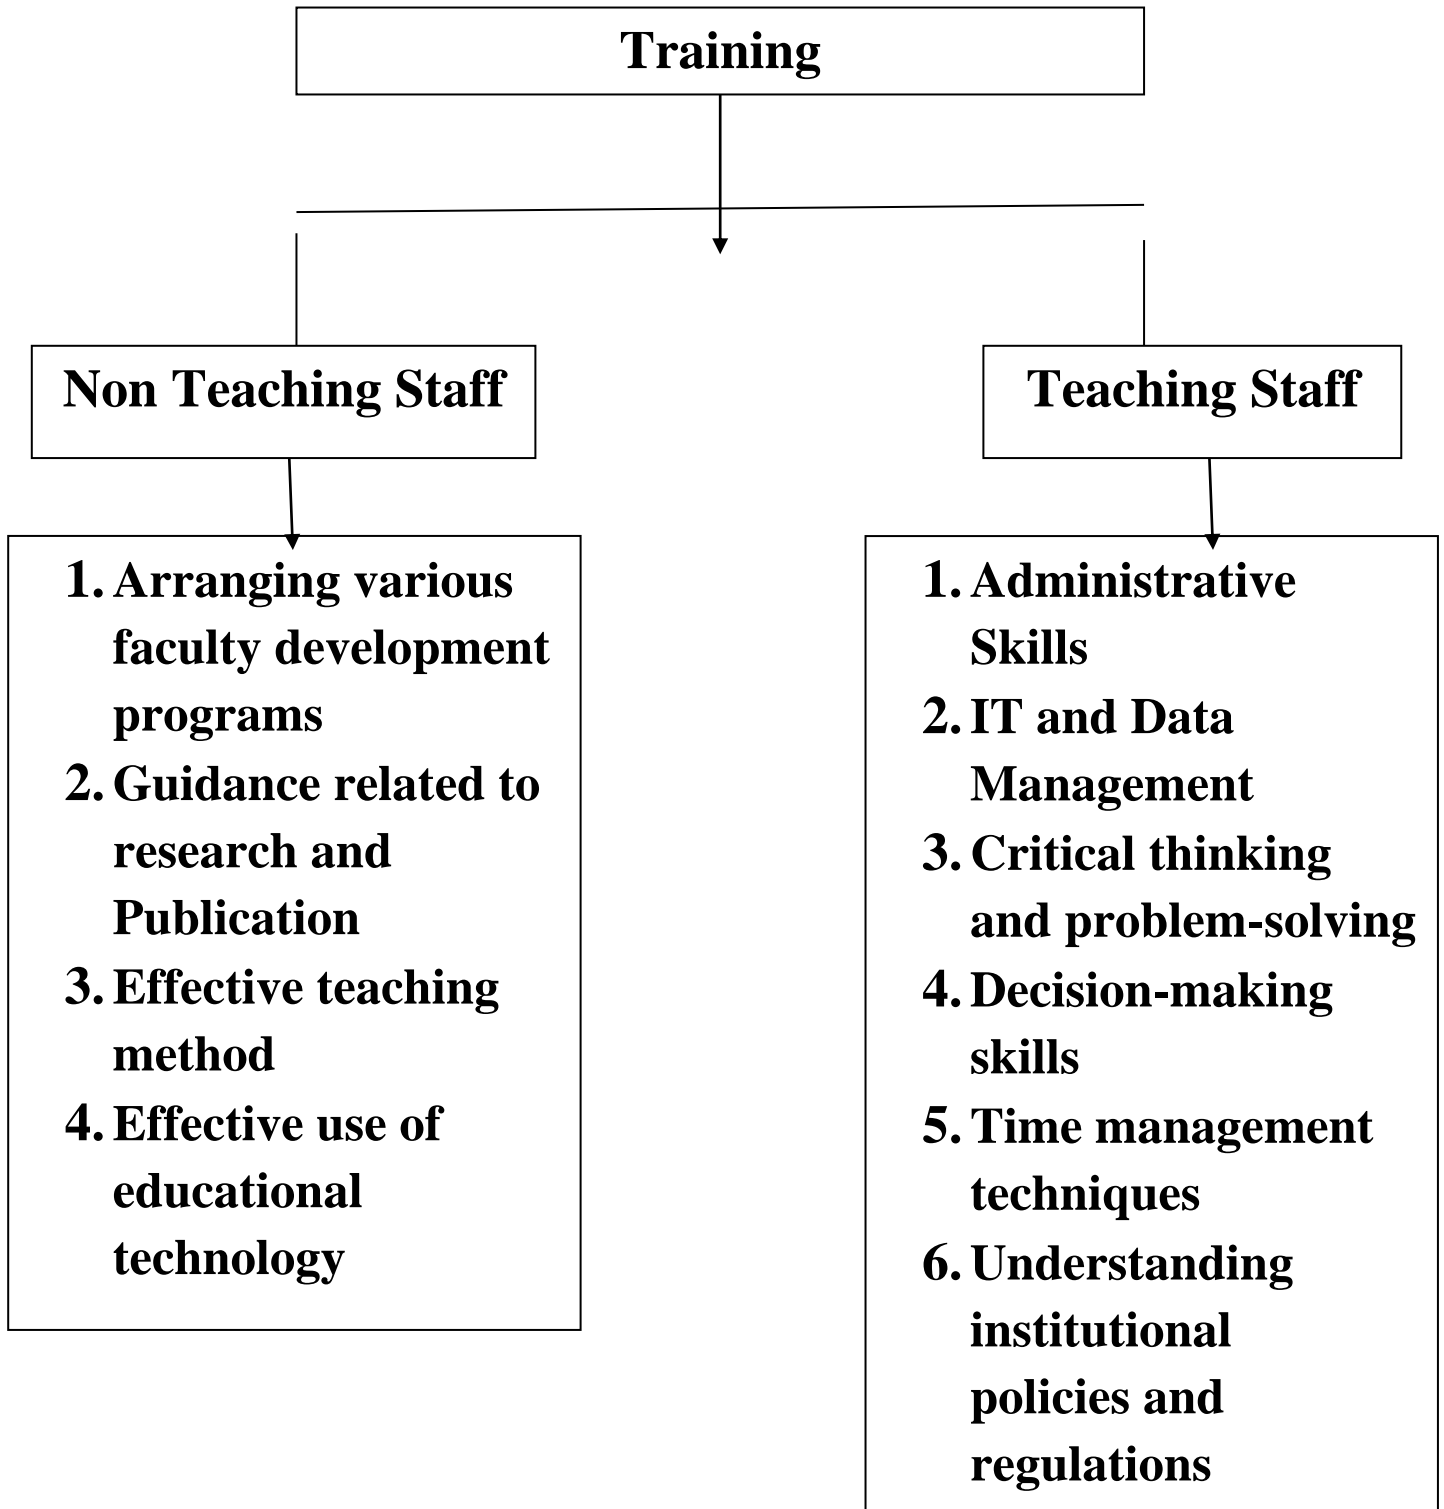 Training
Non Teaching Staff
Teaching Staff
1. Arranging various
faculty development
programs
2. Guidance related to
research and
Publication
3. Effective teaching
method
4. Effective use of
educational
technology
1. Administrative
Skills
2. IT and Data
Management
3. Critical thinking
and problem-solving
4. Decision-making
skills
5. Time management
techniques
6. Understanding
institutional
policies and
regulations